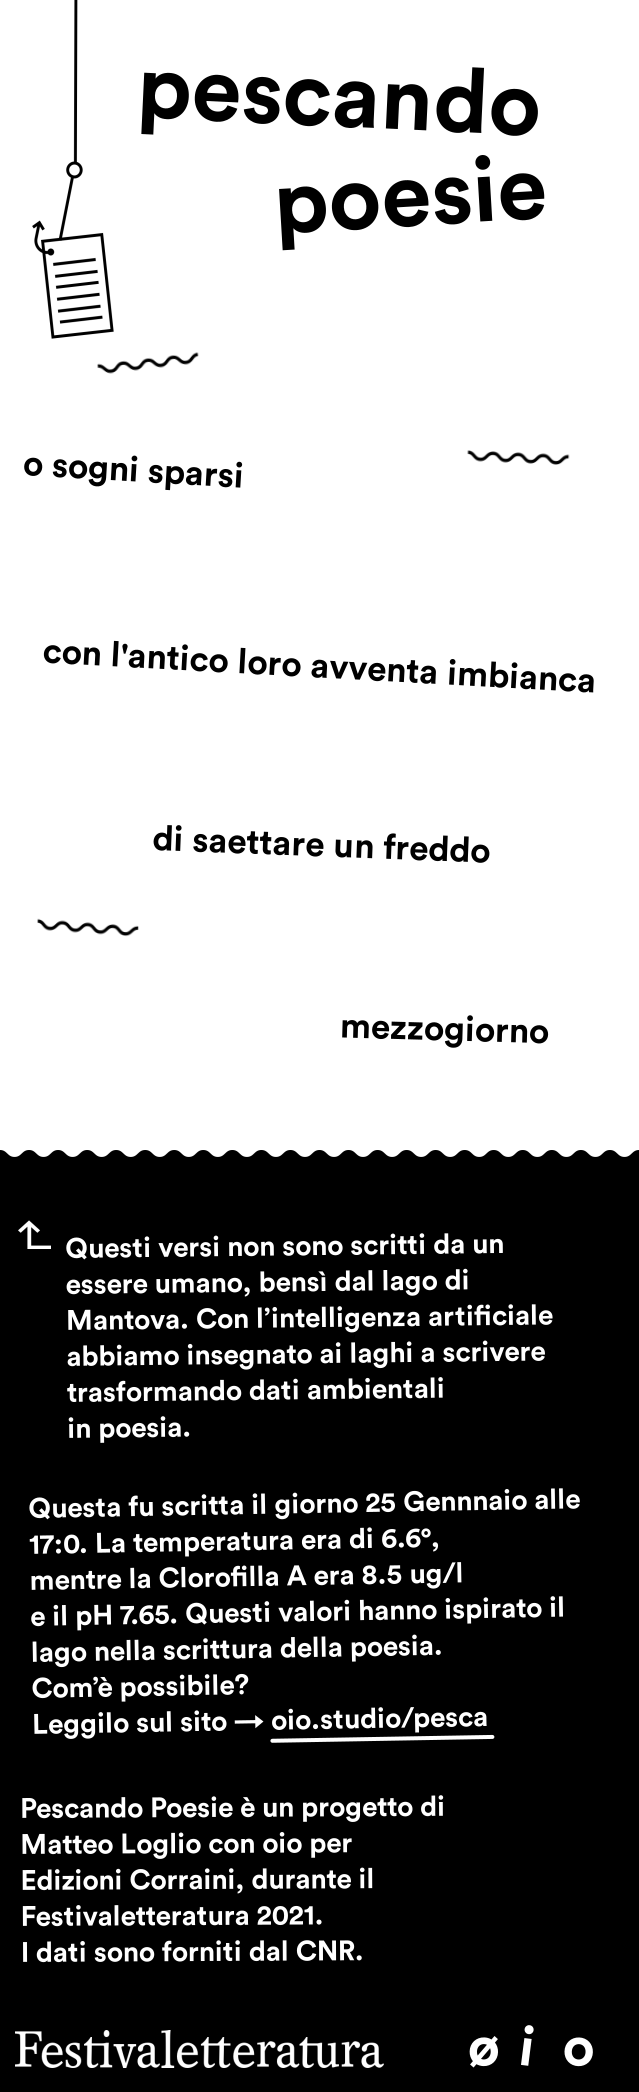 pescando
poesie
o sogni sparsi
con l'antico loro avventa imbianca
di saettare un freddo
mezzogiorno
Questi versi non sono scritti da un
essere umano, bensì dal lago di
Mantova. Con l’intelligenza artificiale
abbiamo insegnato ai laghi a scrivere
trasformando dati ambientali
in poesia.
Questa fu scritta il giorno 25 Gennnaio alle
17:0. La temperatura era di 6.6°,
mentre la Clorofilla A era 8.5 ug/l
e il pH 7.65. Questi valori hanno ispirato il
lago nella scrittura della poesia.
Com’è possibile?
Leggilo sul sito → oio.studio/pesca
Pescando Poesie è un progetto di
Matteo Loglio con oio per
Edizioni Corraini, durante il
Festivaletteratura 2021.
I dati sono forniti dal CNR.
Festivaletteratura ø i o